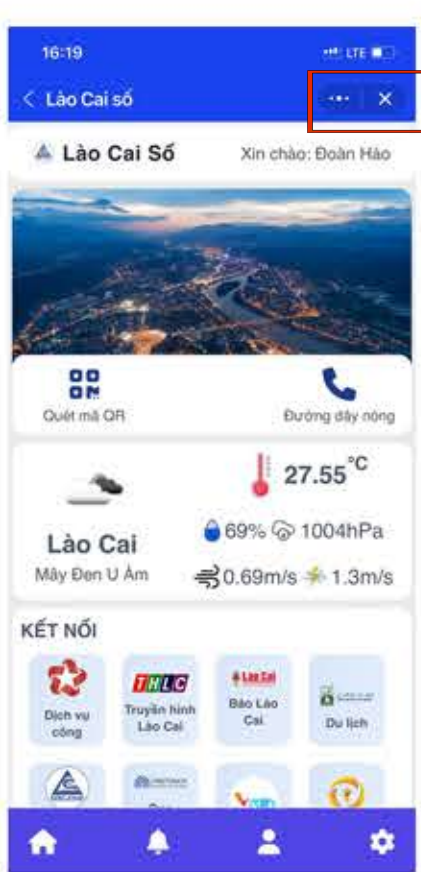 16:19
LTE
Lào Cai số
Lào Cai Số
Xin chào: Đoàn Hảo
Quét mã QR
Đường dây nóng
27.55°C
69%
1004hPa
Lào Cai
Mây Đen U Ám
0.69m/s
1.3m/s
KẾT NỐI
Dịch vụ
công
THLC
Truyền hình
Lào Cai
Lào Cai
Báo Lào
Cai
Du lịch